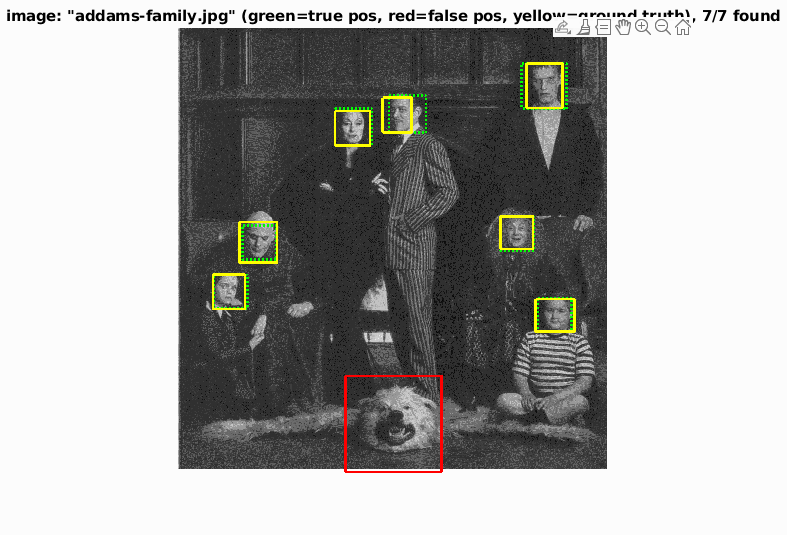 image: "addams-family.jpg" (green=true pos, red=false pos, yellow=ground truth), 7/7 found